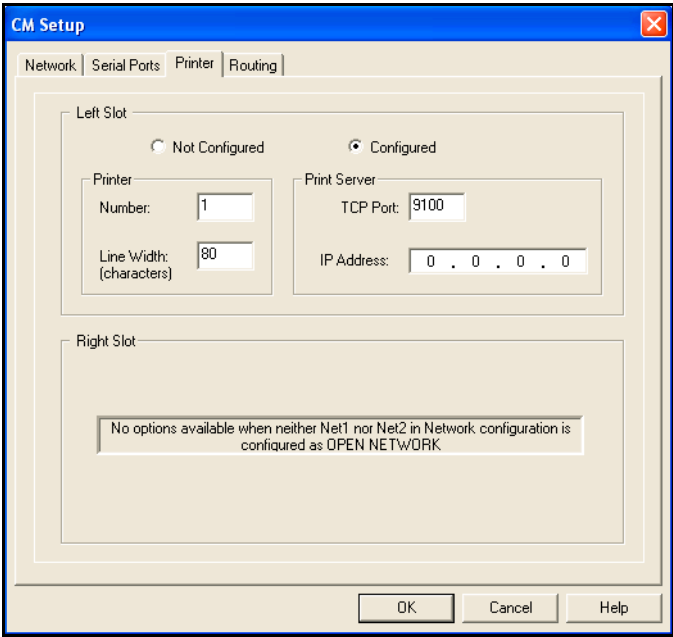 CM Setup
Network Serial Ports Printer Routing
Left Slot
Not Configured Configured
Printer
Number: 1
Line Width: 80
(characters)
Print Server
TCP Port: 9100
IP Address: 0 . 0 . 0 . 0
Right Slot
No options available when neither Net1 nor Net2 in Network configuration is
configured as OPEN NETWORK
OK Cancel Help